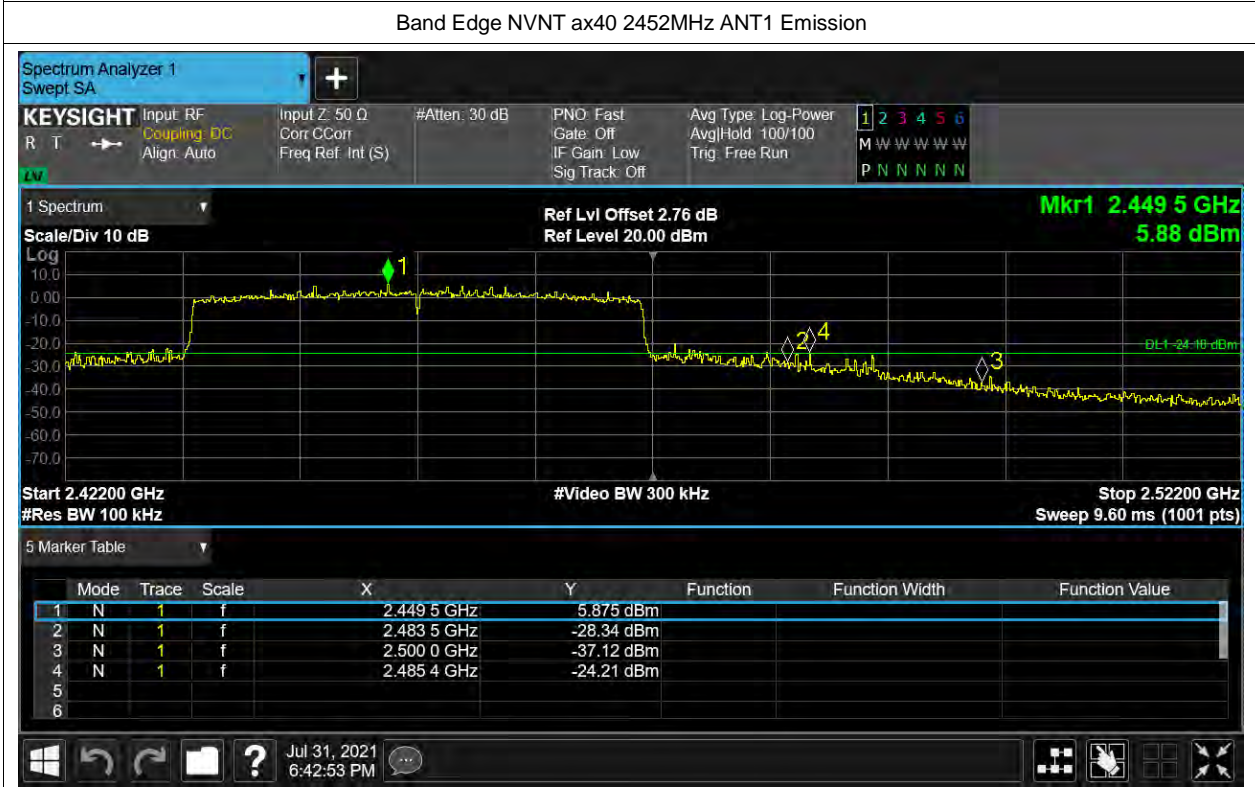 Band Edge NVNT ax40 2452MHz ANT1 Emission
Spectrum Analyzer 1
Swept SA
+
KEYSIGHT Input: RF Input Z: 50 Ω #Atten: 30 dB PNO: Fast Avg Type: Log-Power 1 2 3 4 5 6
R T Coupling: DC Corr CCorr Gate: Off Avg|Hold: 100/100 M W W W W W
Align: Auto Freq Ref: Int (S) IF Gain: Low Trig: Free Run
Sig Track: Off P N N N N N
1 Spectrum
Ref Lvl Offset 2.76 dB
Mkr1 2.449 5 GHz
Scale/Div 10 dB Ref Level 20.00 dBm 5.88 dBm
Log
10.0
0.00
-10.0
-20.0
-30.0
-40.0
-50.0
-60.0
-70.0
1
2
4
3
DL1 -24.18 dBm
Start 2.42200 GHz #Video BW 300 kHz Stop 2.52200 GHz
#Res BW 100 kHz Sweep 9.60 ms (1001 pts)
5 Marker Table
Mode Trace Scale X Y Function Function Width Function Value
1 N 1 f 2.449 5 GHz 5.875 dBm
2 N 1 f 2.483 5 GHz -28.34 dBm
3 N 1 f 2.500 0 GHz -37.12 dBm
4 N 1 f 2.485 4 GHz -24.21 dBm
5
6
? Jul 31, 2021
6:42:53 PM